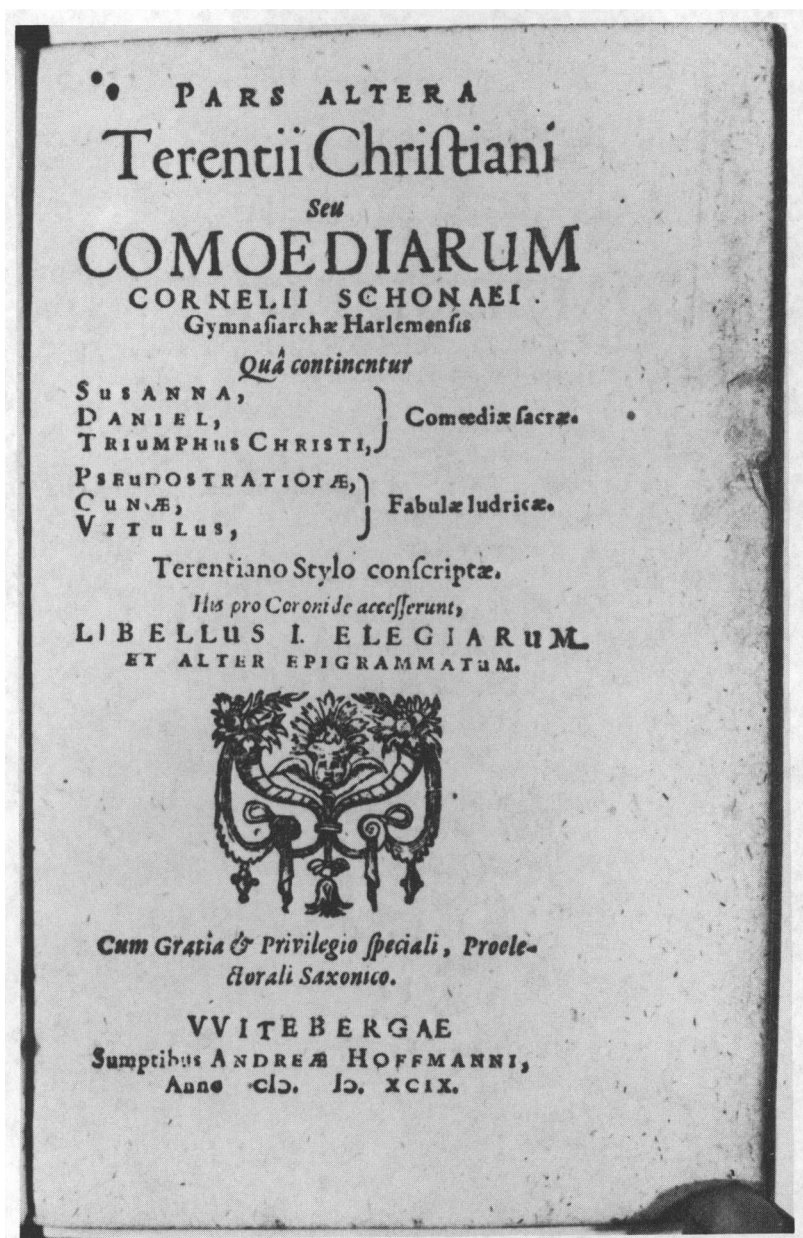 PARS ALTERA
Terentii Chriſtiani
Seu
COMOEDIARUM
CORNELII SCHONAEI.
Gymnaſiarchæ Harlemenſis
Quâ continentur
SuSANNA,
DANIEL,
TRIuMPHuS CHRISTI,
Comœdiæ ſacræ.
PSEuDOSTRATIOTÆ,
CuNÆ,
VITuLuS,
Fabulæ ludricæ.
Terentiano Stylo conſcriptæ.
His pro Coronide acceſſerunt,
LIBELLUS I. ELEGIARuM.
ET ALTER EPIGRAMMATuM.
Cum Gratia & Privilegio ſpeciali, Proele-
ctorali Saxonico.
VVITEBERGAE
Sumptibus ANDREÆ HOFFMANNI,
Anno cIↄ. Iↄ. XCIX.